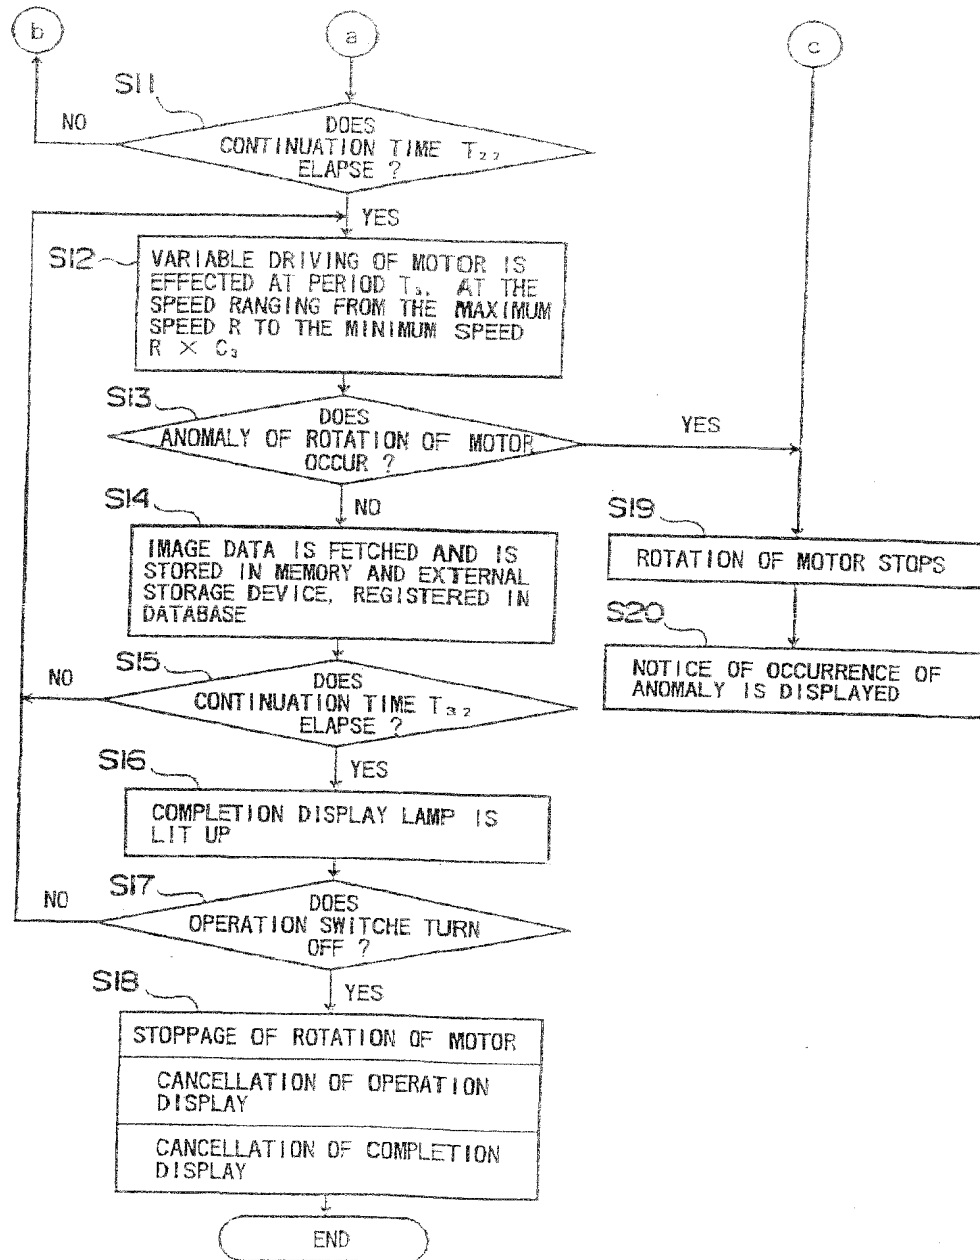 b
a
c
S11
NO
DOES
CONTINUATION TIME T₂₂
ELAPSE ?
YES
S12
VARIABLE DRIVING OF MOTOR IS
EFFECTED AT PERIOD T₃, AT THE
SPEED RANGING FROM THE MAXIMUM
SPEED R TO THE MINIMUM SPEED
R × C₃
S13
DOES
ANOMALY OF ROTATION OF MOTOR
OCCUR ?
YES
NO
S14
IMAGE DATA IS FETCHED AND IS
STORED IN MEMORY AND EXTERNAL
STORAGE DEVICE, REGISTERED IN
DATABASE
S19
ROTATION OF MOTOR STOPS
S20
NOTICE OF OCCURRENCE OF
ANOMALY IS DISPLAYED
S15
NO
DOES
CONTINUATION TIME T₃₂
ELAPSE ?
YES
S16
COMPLETION DISPLAY LAMP IS
LIT UP
S17
NO
DOES
OPERATION SWITCHE TURN
OFF ?
YES
S18
STOPPAGE OF ROTATION OF MOTOR
CANCELLATION OF OPERATION
DISPLAY
CANCELLATION OF COMPLETION
DISPLAY
END